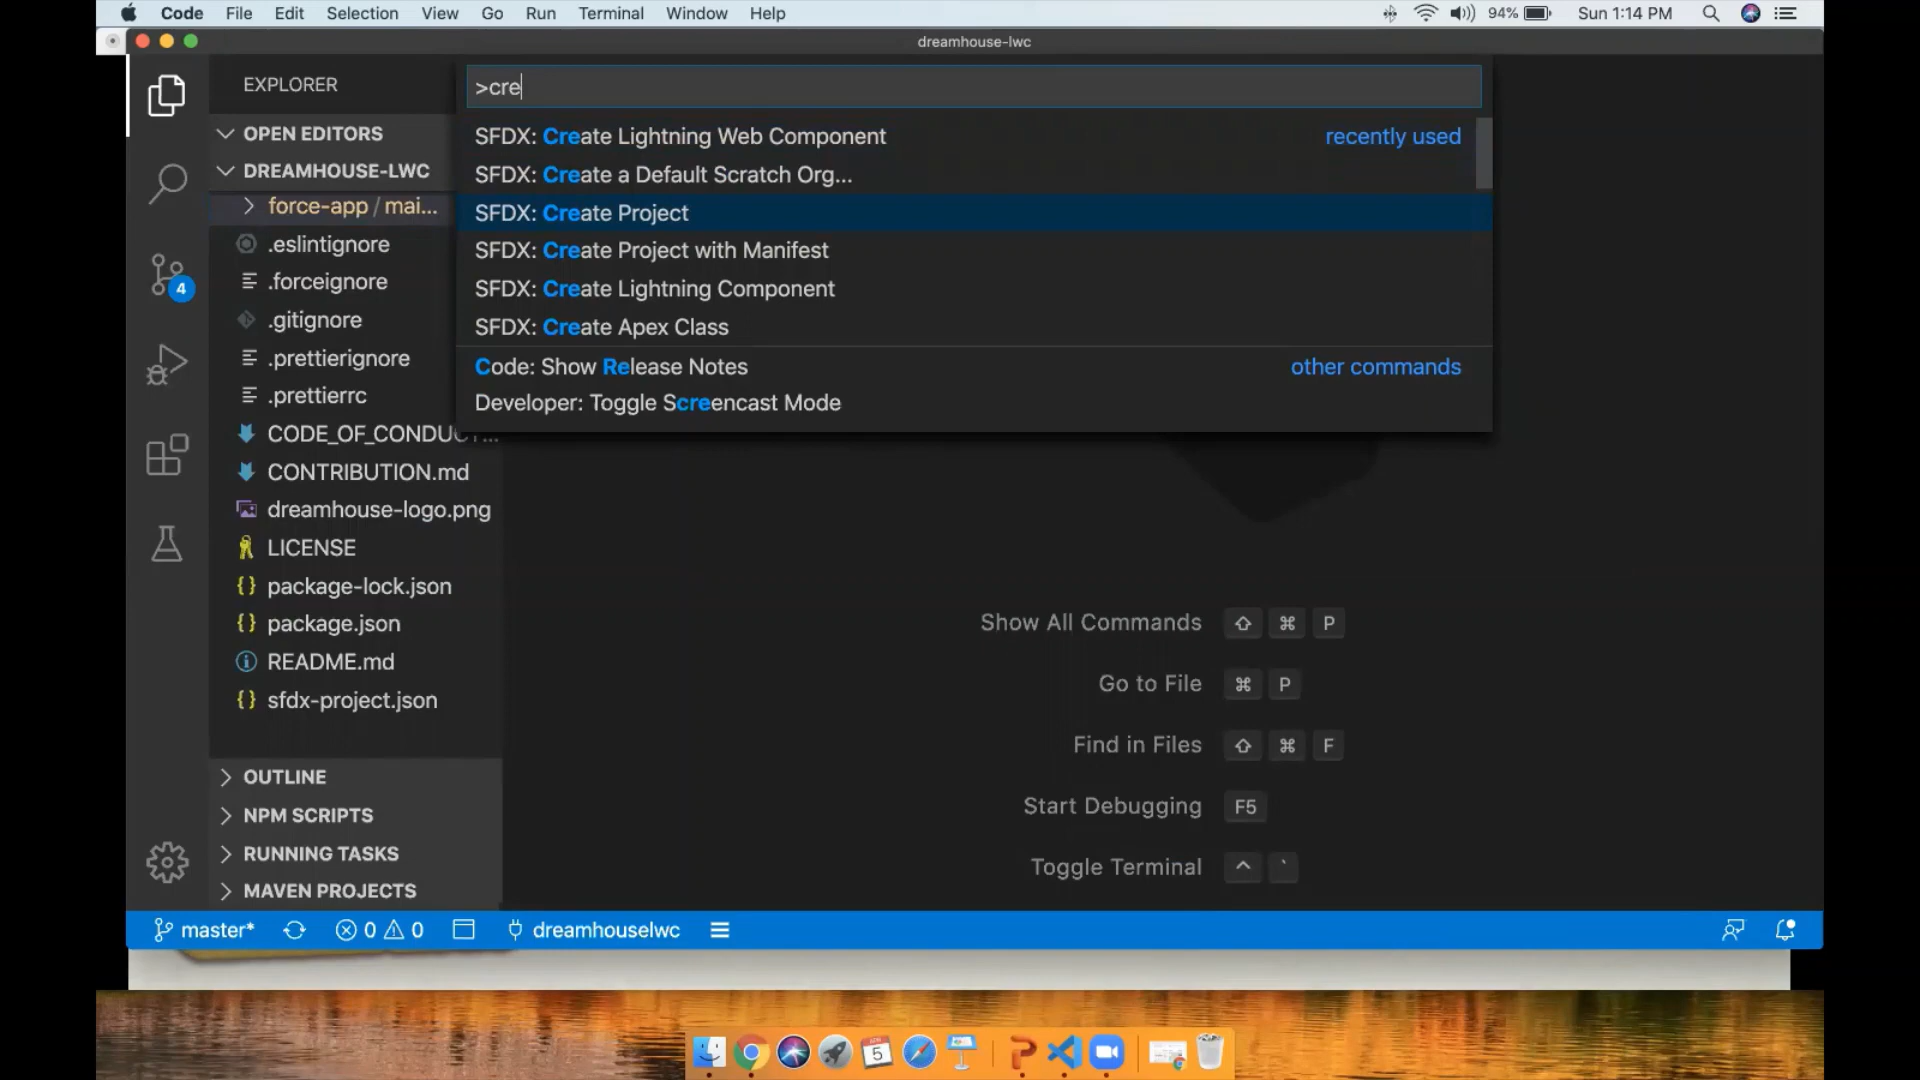 Code File Edit Selection View Go Run Terminal Window Help 94% Sun 1:14 PM
dreamhouse-lwc
EXPLORER
OPEN EDITORS
DREAMHOUSE-LWC
force-app / mai...
.eslintignore
.forceignore
.gitignore
.prettierignore
.prettierrc
CODE_OF_CONDUCT...
CONTRIBUTION.md
dreamhouse-logo.png
LICENSE
package-lock.json
package.json
README.md
sfdx-project.json
OUTLINE
NPM SCRIPTS
RUNNING TASKS
MAVEN PROJECTS
4
>cre
SFDX: Create Lightning Web Component recently used
SFDX: Create a Default Scratch Org...
SFDX: Create Project
SFDX: Create Project with Manifest
SFDX: Create Lightning Component
SFDX: Create Apex Class
Code: Show Release Notes other commands
Developer: Toggle Screencast Mode
Show All Commands ⇧ ⌘ P
Go to File ⌘ P
Find in Files ⇧ ⌘ F
Start Debugging F5
Toggle Terminal ^ `
master* 0 0 dreamhouselwc
5